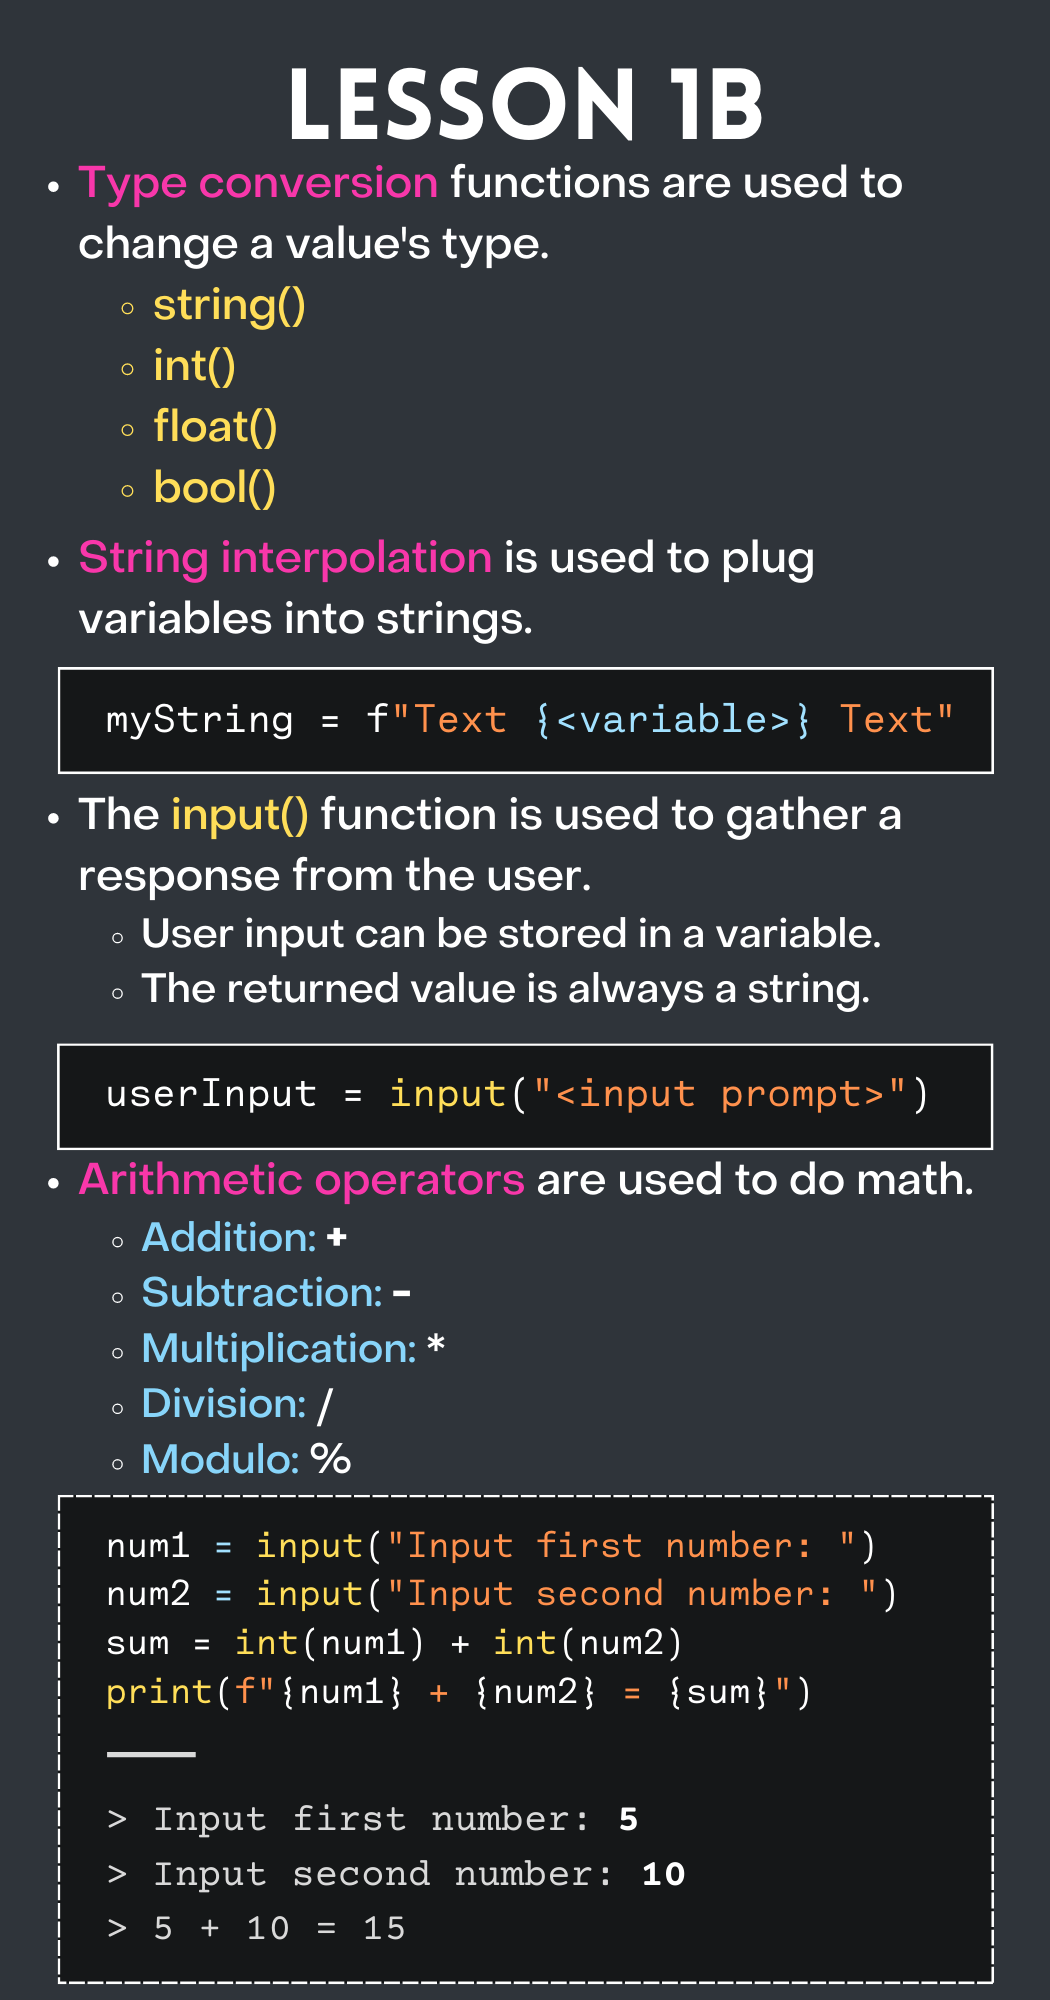 LESSON 1B
• Type conversion functions are used to
change a value's type.
◦ string()
◦ int()
◦ float()
◦ bool()
• String interpolation is used to plug
variables into strings.
myString = f"Text {<variable>} Text"
• The input() function is used to gather a
response from the user.
◦ User input can be stored in a variable.
◦ The returned value is always a string.
userInput = input("<input prompt>")
• Arithmetic operators are used to do math.
◦ Addition: +
◦ Subtraction: -
◦ Multiplication: *
◦ Division: /
◦ Modulo: %
num1 = input("Input first number: ")
num2 = input("Input second number: ")
sum = int(num1) + int(num2)
print(f"{num1} + {num2} = {sum}")
> Input first number: 5
> Input second number: 10
> 5 + 10 = 15